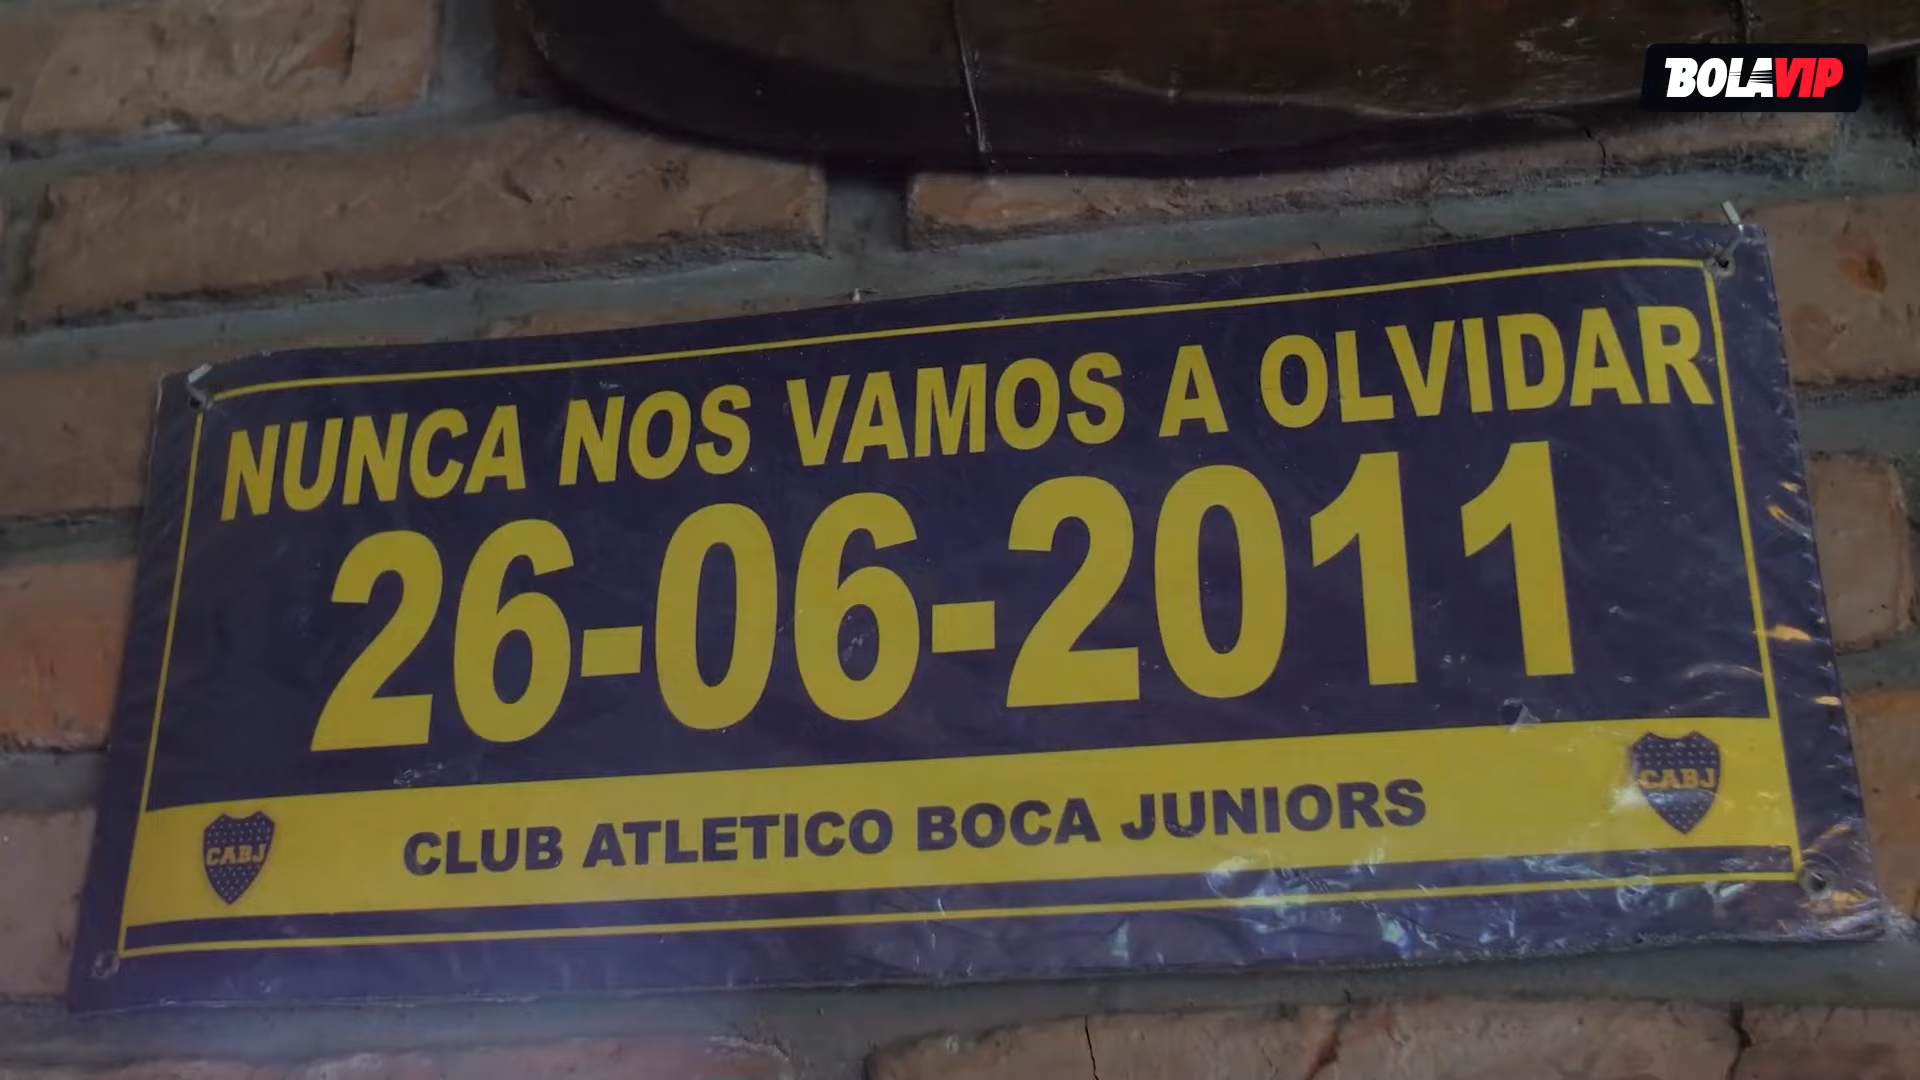 BOLAVIP
NUNCA NOS VAMOS A OLVIDAR
26-06-2011
CLUB ATLETICO BOCA JUNIORS
CABJ
CABJ